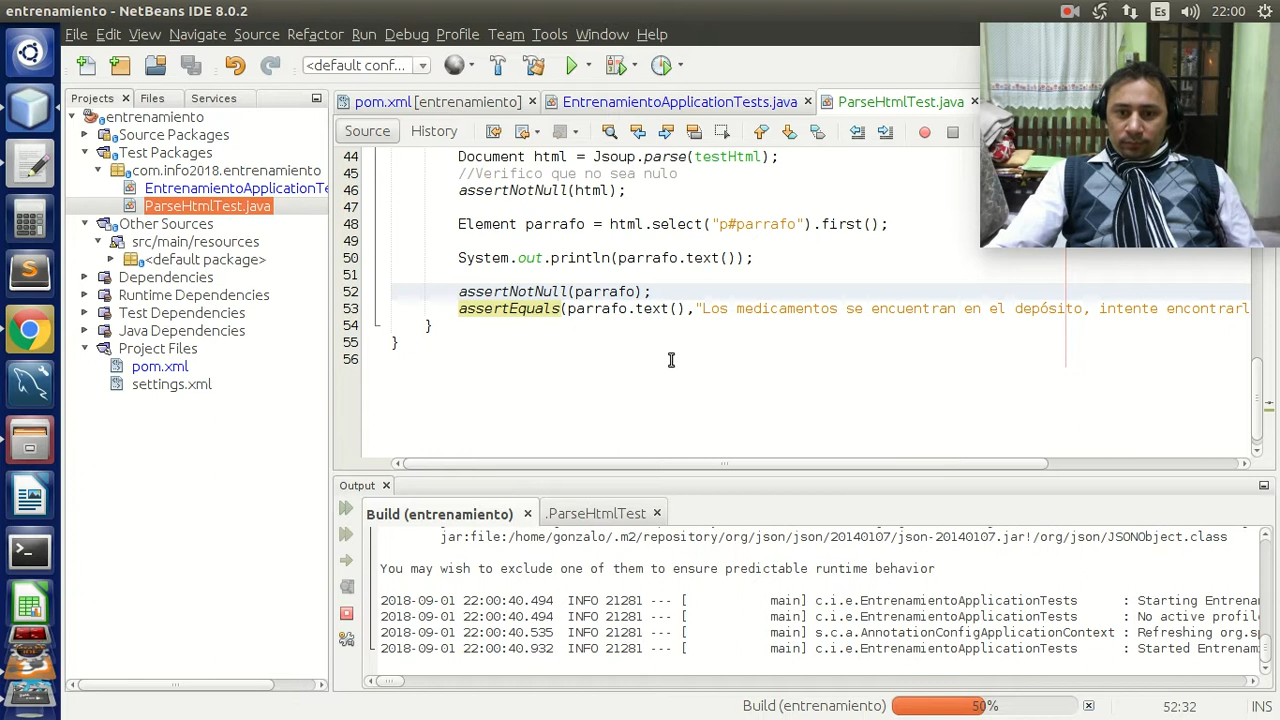 entrenamiento - NetBeans IDE 8.0.2
Es
22:00
File Edit View Navigate Source Refactor Run Debug Profile Team Tools Window Help
<default conf...
Projects
Files
Services
pom.xml [entrenamiento]
EntrenamientoApplicationTests.java
ParseHtmlTest.java
Source
History
entrenamiento
Source Packages
Test Packages
com.info2018.entrenamiento
EntrenamientoApplicationTe
ParseHtmlTest.java
Other Sources
src/main/resources
<default package>
Dependencies
Runtime Dependencies
Test Dependencies
Java Dependencies
Project Files
pom.xml
settings.xml
44 Document html = Jsoup.parse(testHtml);
45 //Verifico que no sea nulo
46 assertNotNull(html);
47
48 Element parrafo = html.select("p#parrafo").first();
49
50 System.out.println(parrafo.text());
51
52 assertNotNull(parrafo);
53 assertEquals(parrafo.text(),"Los medicamentos se encuentran en el depósito, intente encontrarl
54 }
55 }
56
Output
Build (entrenamiento)
.ParseHtmlTest
jar:file:/home/gonzalo/.m2/repository/org/json/json/20140107/json-20140107.jar!/org/json/JSONObject.class
You may wish to exclude one of them to ensure predictable runtime behavior
2018-09-01 22:00:40.494 INFO 21281 --- [ main] c.i.e.EntrenamientoApplicationTests : Starting Entrena
2018-09-01 22:00:40.494 INFO 21281 --- [ main] c.i.e.EntrenamientoApplicationTests : No active profil
2018-09-01 22:00:40.535 INFO 21281 --- [ main] s.c.a.AnnotationConfigApplicationContext : Refreshing org.sp
2018-09-01 22:00:40.932 INFO 21281 --- [ main] c.i.e.EntrenamientoApplicationTests : Started Entrenam
Build (entrenamiento)
50%
52:32
INS